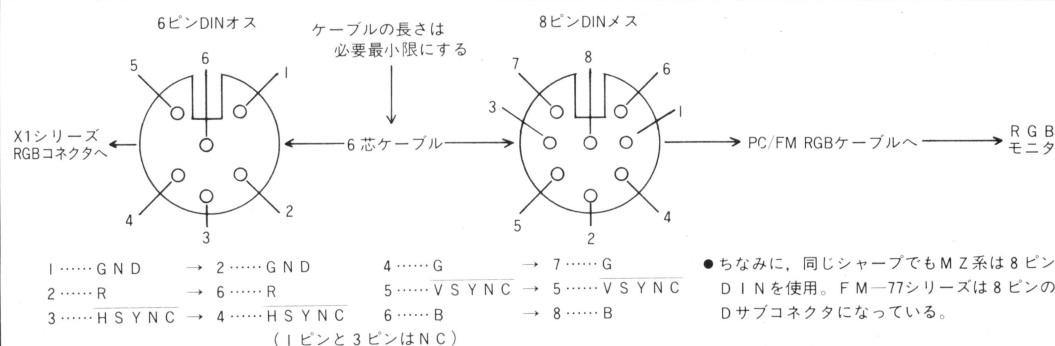 6ピンDINオス
ケーブルの長さは
必要最小限にする
8ピンDINメス
6
5
1
4
2
3
8
7
6
3
1
5
4
2
X1シリーズ
RGBコネクタへ
6芯ケーブル
PC/FM RGBケーブルへ
RGB
モニタ
1……GND → 2……GND
2……R → 6……R
3……HSYNC → 4……HSYNC
(1ピンと3ピンはNC)
4……G → 7……G
5……VSYNC → 5……VSYNC
6……B → 8……B
●ちなみに,同じシャープでもMZ系は8ピン
DINを使用。FM―77シリーズは8ピンの
Dサブコネクタになっている。